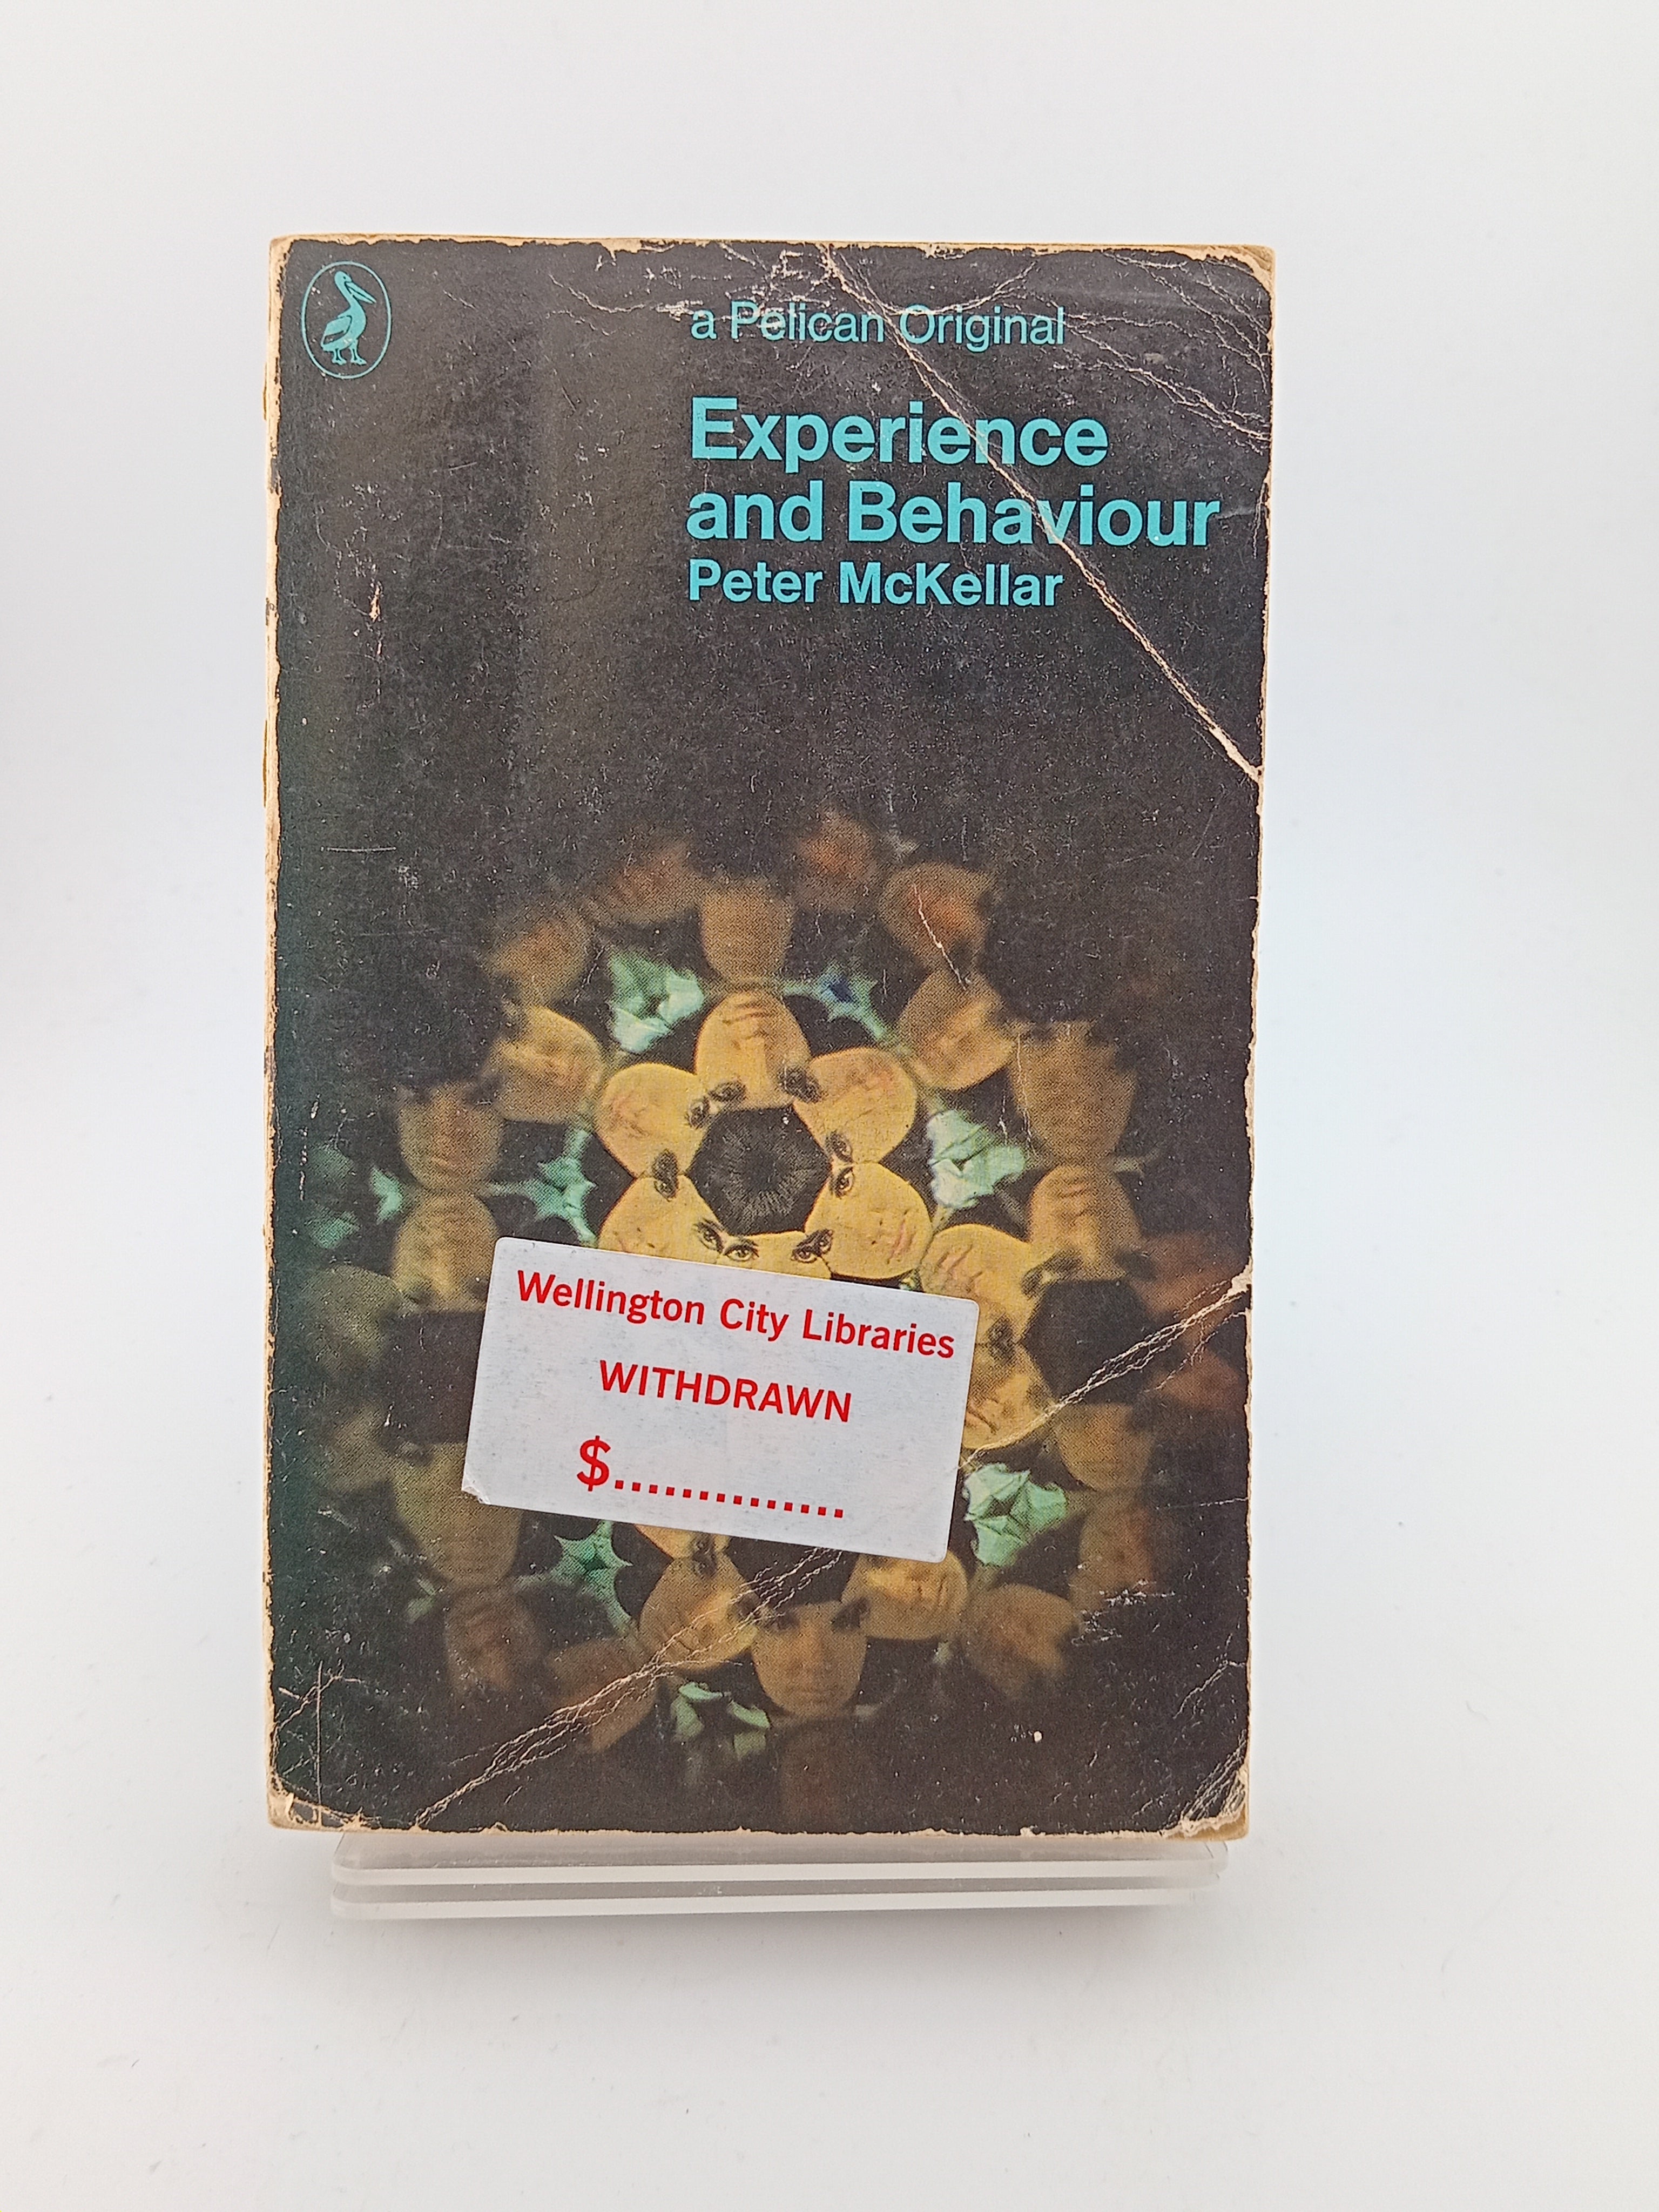 a Pelican Original
Experience
and Behaviour
Peter McKellar
Wellington City Libraries
WITHDRAWN
$..............